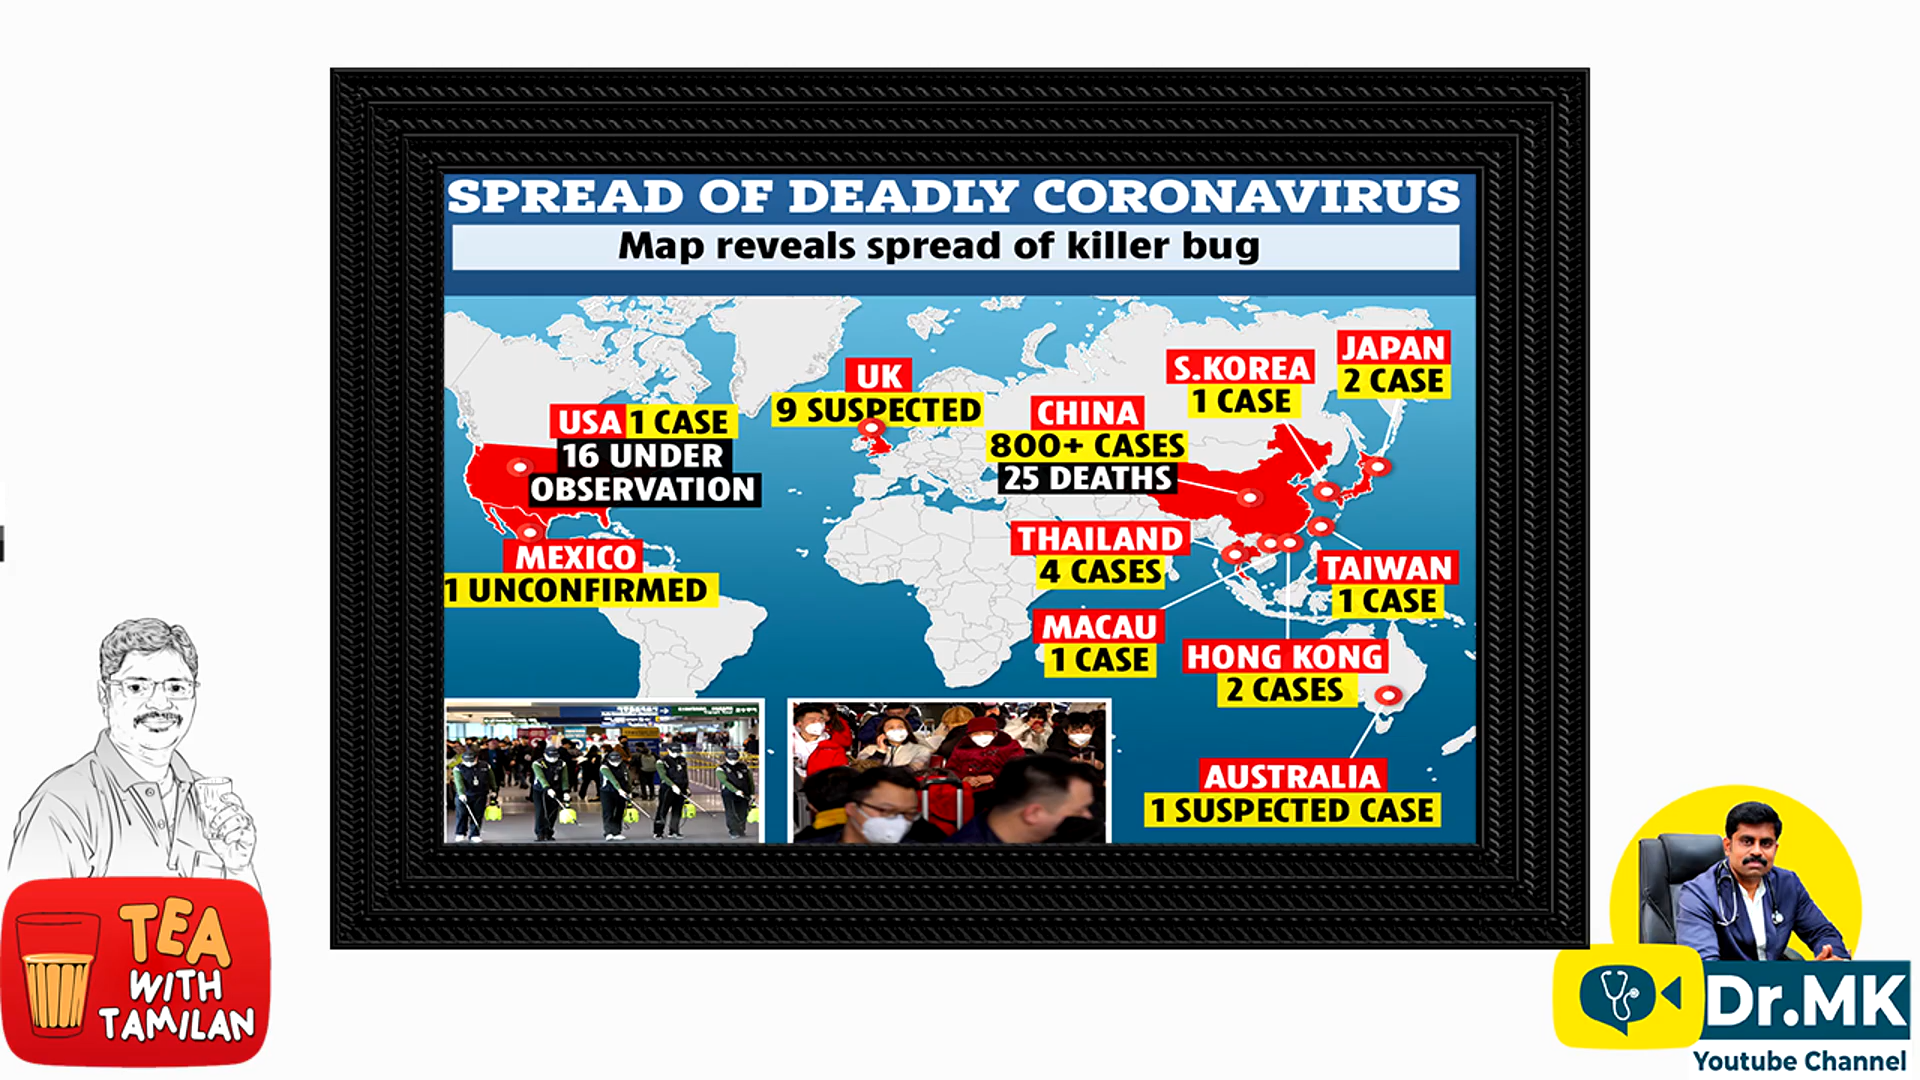 SPREAD OF DEADLY CORONAVIRUS
Map reveals spread of killer bug
JAPAN
2 CASE
S.KOREA
1 CASE
UK
9 SUSPECTED
CHINA
800+ CASES
25 DEATHS
USA 1 CASE
16 UNDER
OBSERVATION
MEXICO
1 UNCONFIRMED
THAILAND
4 CASES
TAIWAN
1 CASE
MACAU
1 CASE
HONG KONG
2 CASES
AUSTRALIA
1 SUSPECTED CASE
TEA
WITH
TAMILAN
Dr.MK
Youtube Channel